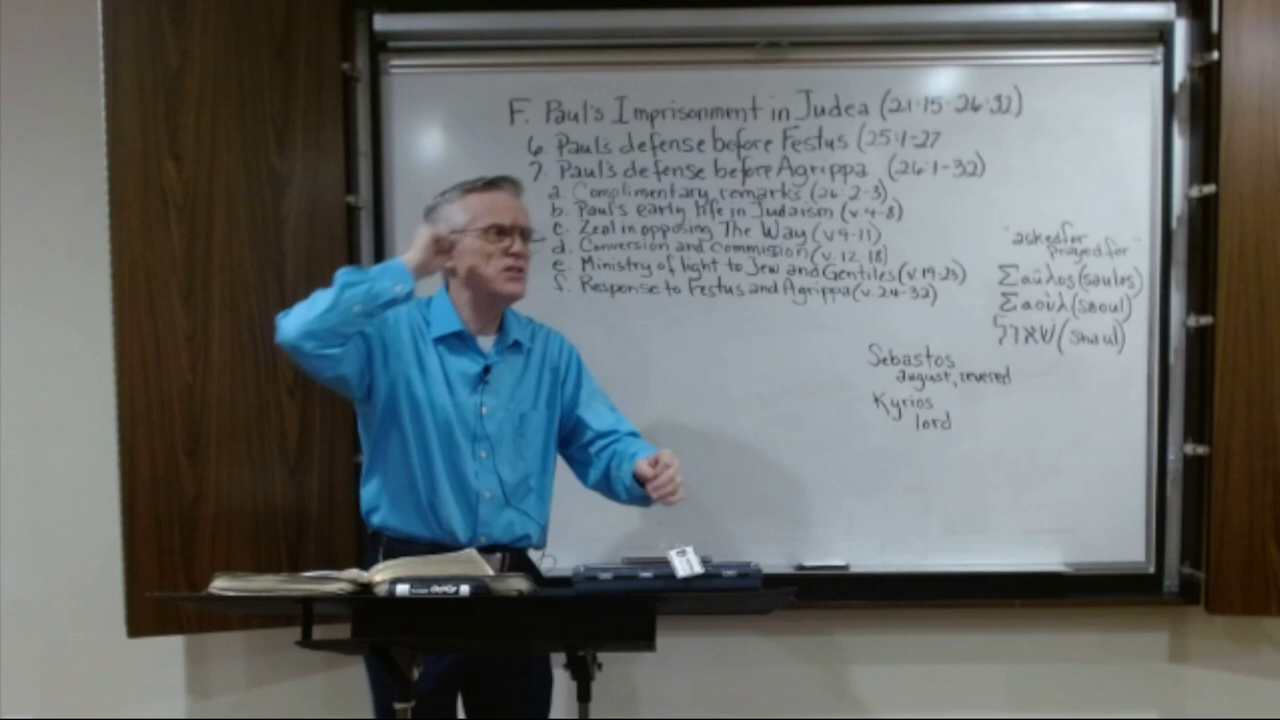 F. Paul's Imprisonment in Judea (21:15-26:32)
6. Paul's defense before Festus (25:1-27
7. Paul's defense before Agrippa (26:1-32)
a. Complimentary remarks (26:2-3)
b. Paul's early life in Judaism (v.4-8)
c. Zeal in opposing The Way (v9-11)
d. Conversion and Commission (v.12-18)
e. Ministry of light to Jew and Gentiles (v.19-23)
f. Response to Festus and Agrippa (v.24-32)
"asked for
prayed for"
Σαῦλος (saulos)
Σαοὺλ (saoul)
שאול (shaul)
Sebastos
august, revered
Kyrios
lord